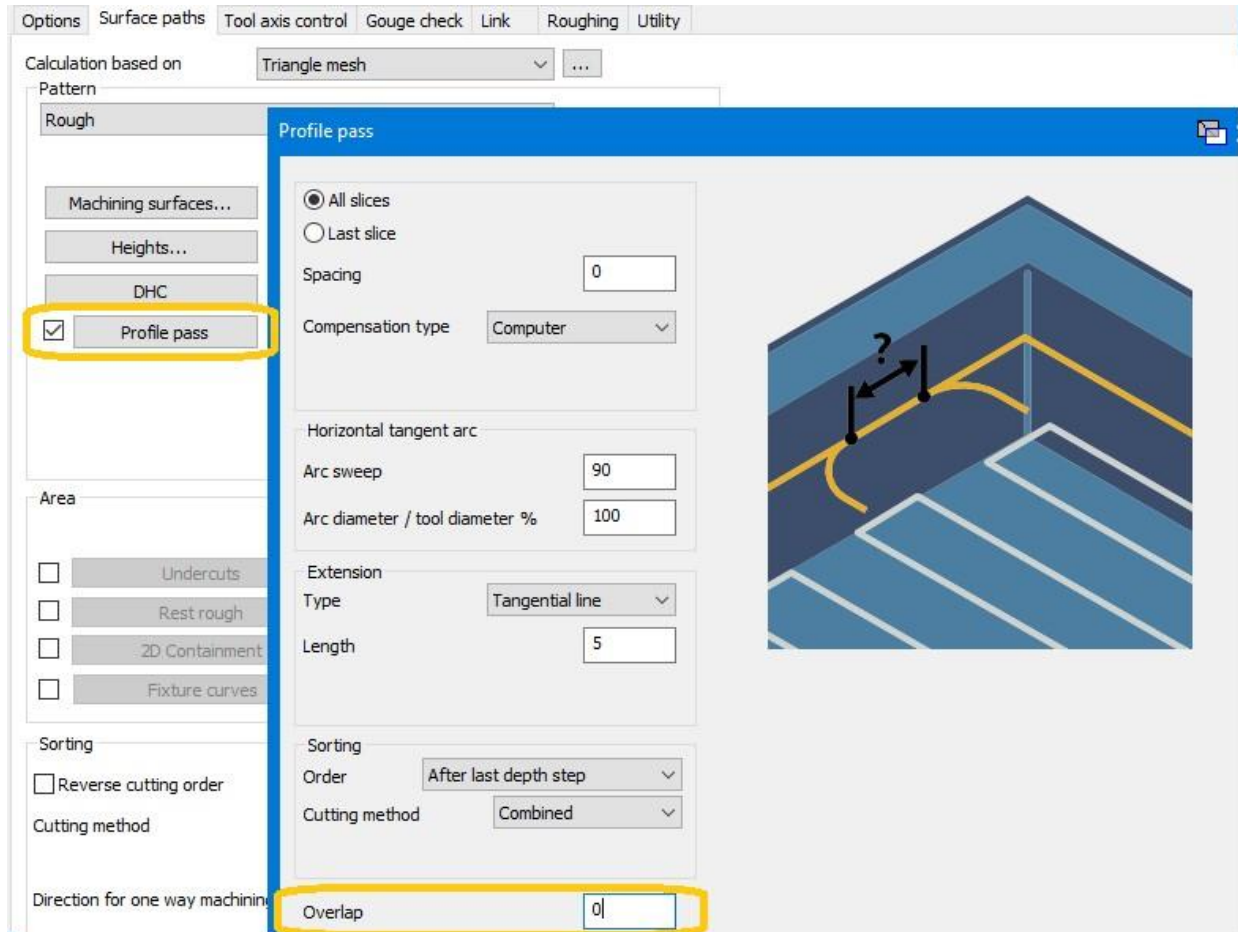 Options Surface paths Tool axis control Gouge check Link Roughing Utility
Calculation based on Triangle mesh ...
Pattern
Rough
Profile pass
Machining surfaces...
Heights...
DHC
Profile pass
All slices
Last slice
Spacing 0
Compensation type Computer
Horizontal tangent arc
Arc sweep 90
Arc diameter / tool diameter % 100
Extension
Type Tangential line
Length 5
Sorting
Order After last depth step
Cutting method Combined
Overlap 0
?
Area
Undercuts
Rest rough
2D Containment
Fixture curves
Sorting
Reverse cutting order
Cutting method
Direction for one way machining